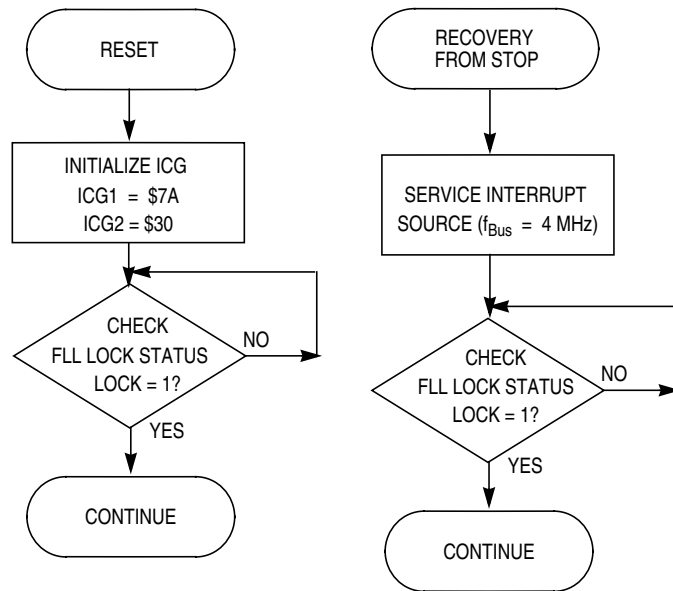 RESET
INITIALIZE ICG
ICG1 = $7A
ICG2 = $30
CHECK
FLL LOCK STATUS
LOCK = 1?
NO
YES
CONTINUE
RECOVERY
FROM STOP
SERVICE INTERRUPT
SOURCE (fBus = 4 MHz)
CHECK
FLL LOCK STATUS
LOCK = 1?
NO
YES
CONTINUE